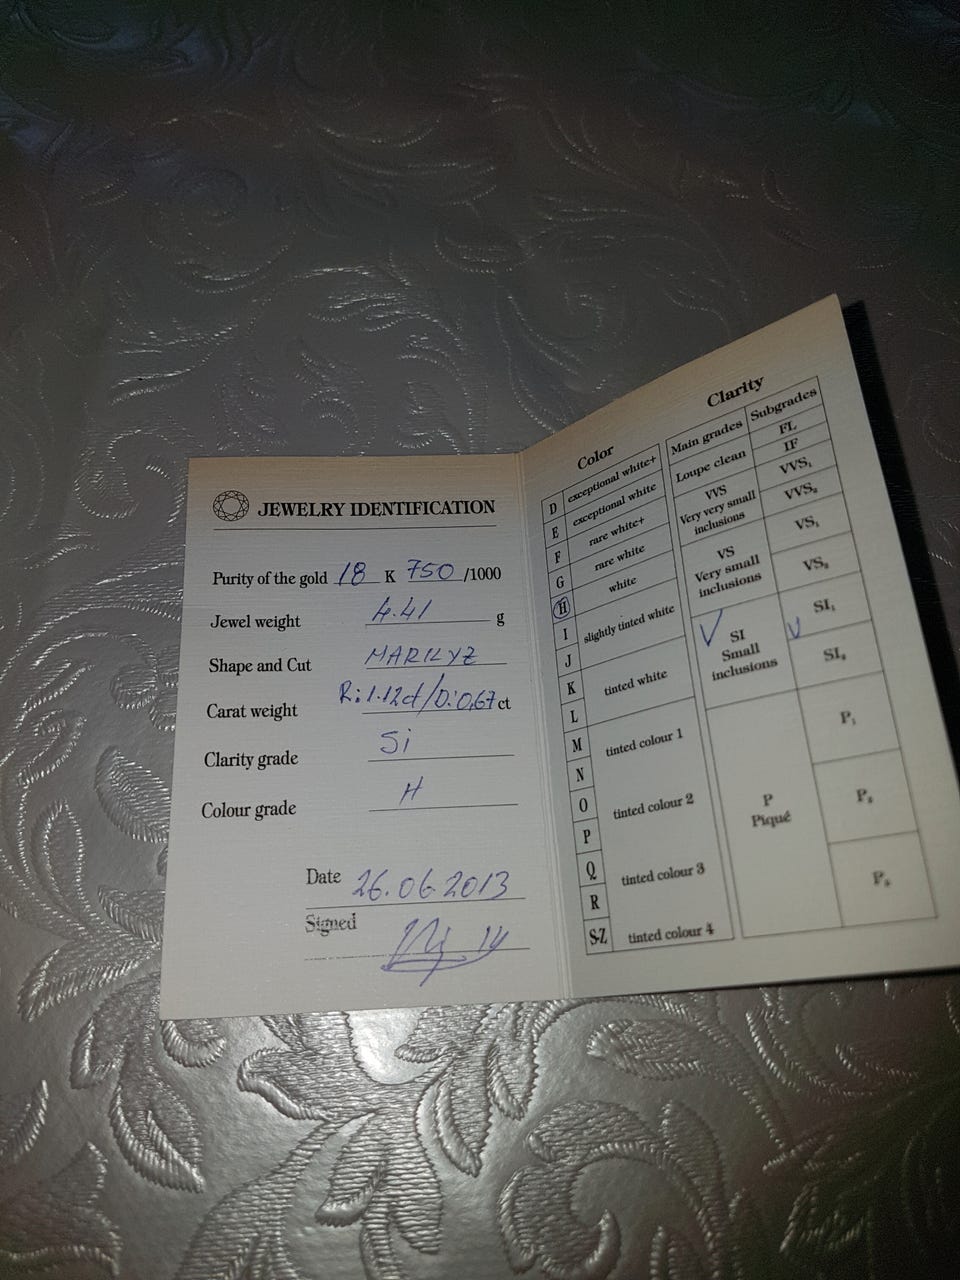 JEWELRY IDENTIFICATION
Purity of the gold 18 K 750 /1000
Jewel weight 4.41 g
Shape and Cut MARKYZ
Carat weight R:1.12ct/D:0,67 ct
Clarity grade Si
Colour grade H
Date 26.06.2013
Signed
Color
D exceptional white+
E exceptional white
F rare white+
G rare white
H white
I slightly tinted white
J
K tinted white
L
M tinted colour 1
N
O tinted colour 2
P
Q tinted colour 3
R
S-Z tinted colour 4
Clarity
Main grades Subgrades
Loupe clean FL
IF
VVS
Very very small
inclusions
VVS₁
VVS₂
VS
Very small
inclusions
VS₁
VS₂
SI
Small
inclusions
SI₁
SI₂
P
Piqué
P₁
P₂
P₃